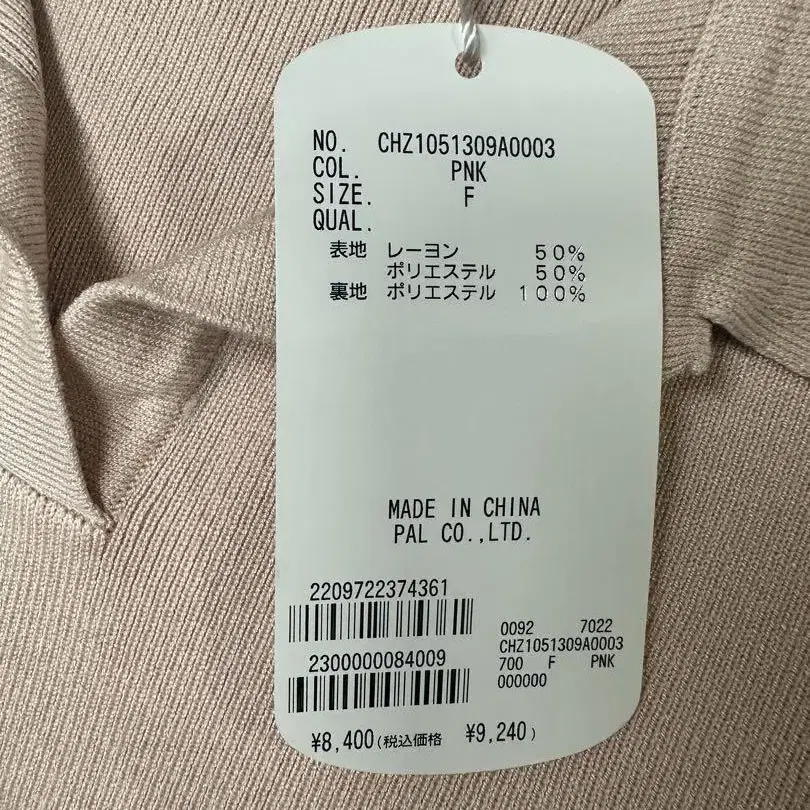 NO. CHZ1051309A0003
COL. PNK
SIZE. F
QUAL.
表地 レーヨン 50%
ポリエステル 50%
裏地 ポリエステル 100%
MADE IN CHINA
PAL CO.,LTD.
2209722374361
2300000084009
0092 7022
CHZ1051309A0003
700 F PNK
000000
¥8,400(税込価格 ¥9,240)